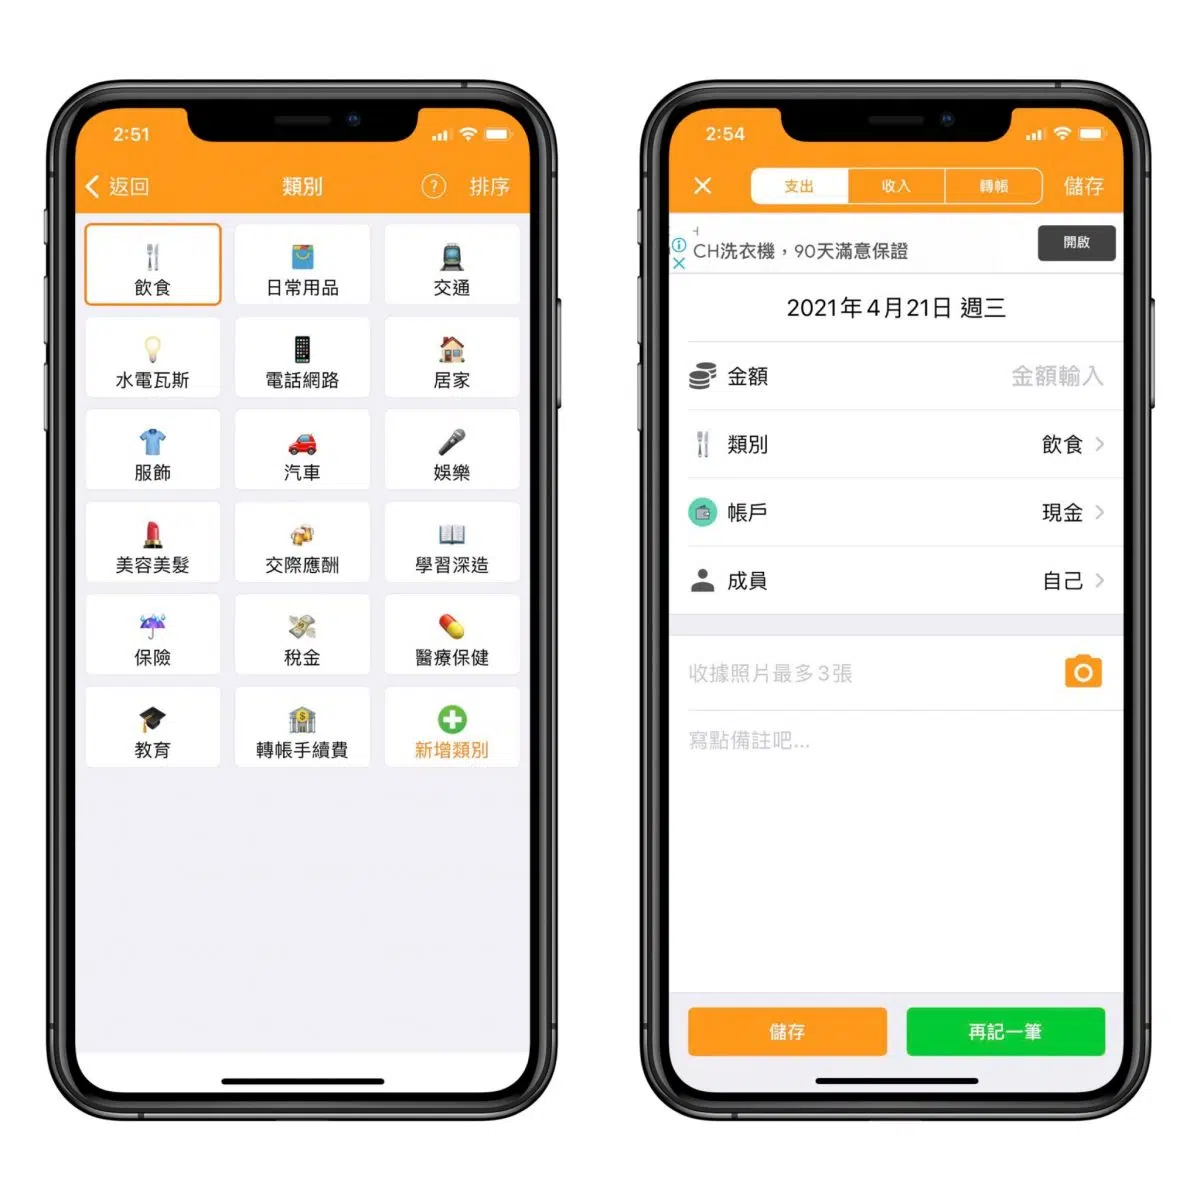 2:51
返回
類別
?
排序
飲食
日常用品
交通
水電瓦斯
電話網路
居家
服飾
汽車
娛樂
美容美髮
交際應酬
學習深造
保險
稅金
醫療保健
教育
轉帳手續費
新增類別
2:54
支出
收入
轉帳
儲存
CH洗衣機，90天滿意保證
開啟
2021年4月21日 週三
金額
金額輸入
類別
飲食
帳戶
現金
成員
自己
收據照片最多3張
寫點備註吧...
儲存
再記一筆